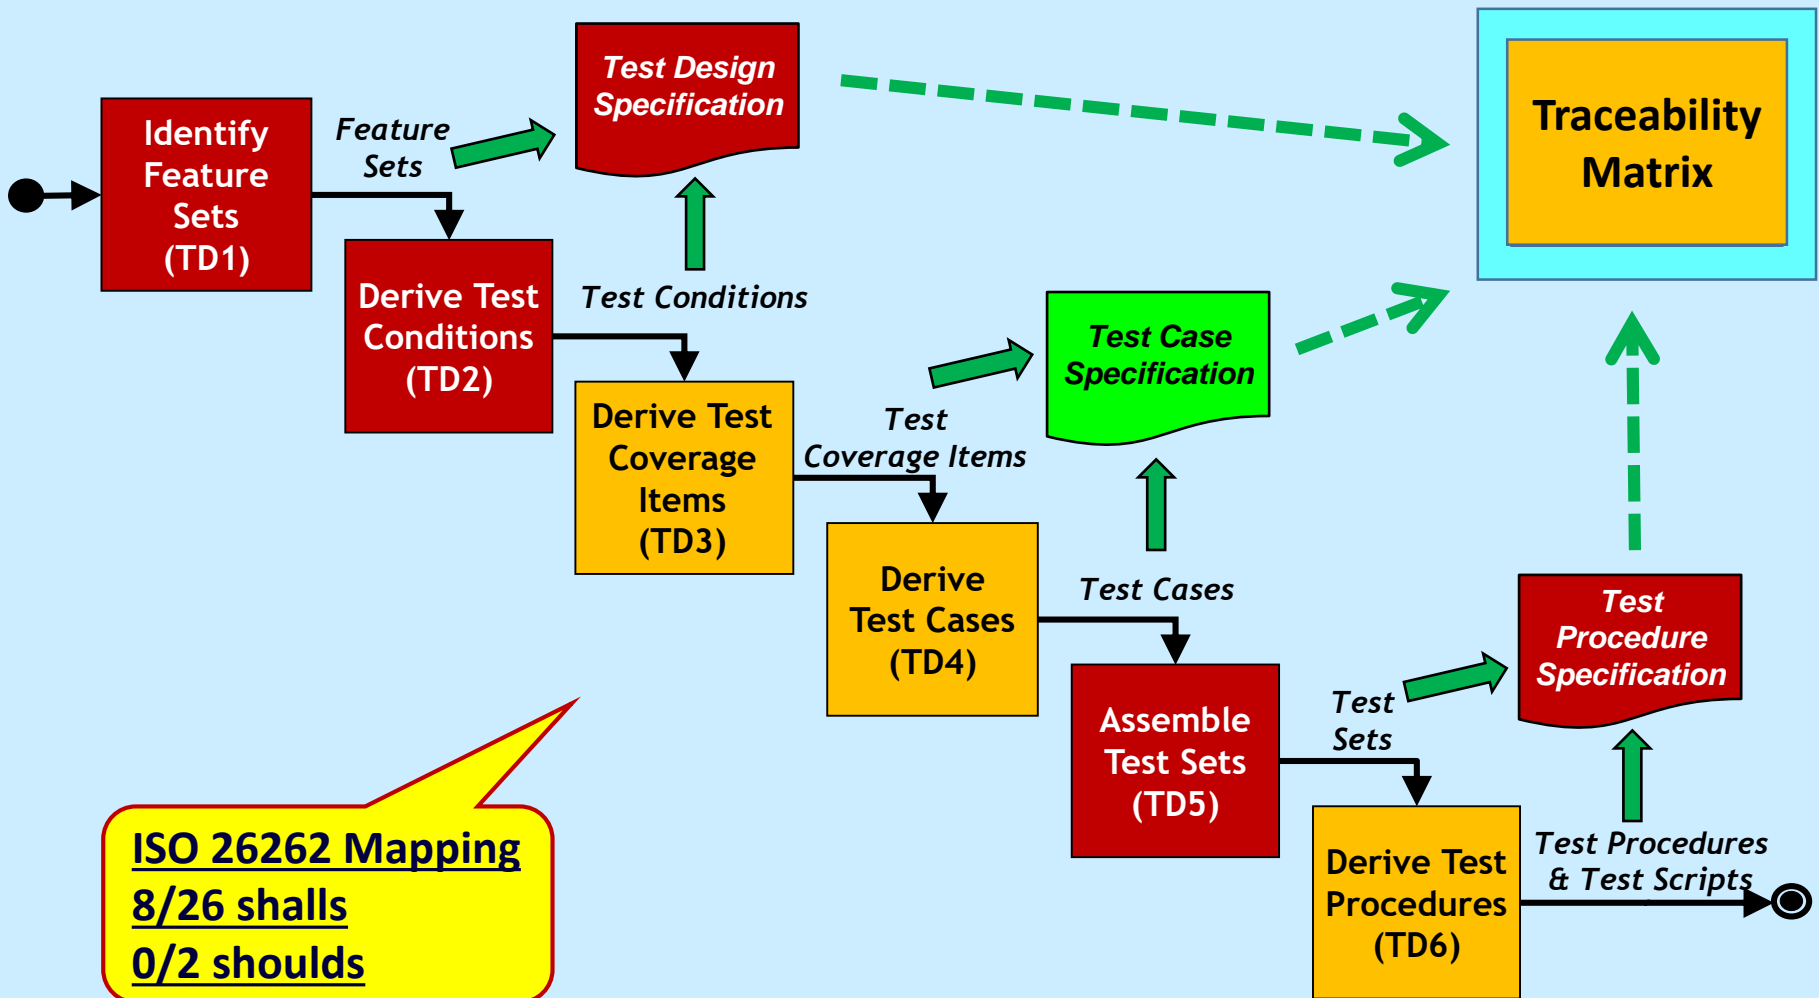 Identify
Feature
Sets
(TD1)
Feature
Sets
Test Design
Specification
Traceability
Matrix
Derive Test
Conditions
(TD2)
Test Conditions
Derive Test
Coverage
Items
(TD3)
Test
Coverage Items
Test Case
Specification
Derive
Test Cases
(TD4)
Test Cases
Assemble
Test Sets
(TD5)
Test
Sets
Test
Procedure
Specification
Derive Test
Procedures
(TD6)
Test Procedures
& Test Scripts
ISO 26262 Mapping
8/26 shalls
0/2 shoulds